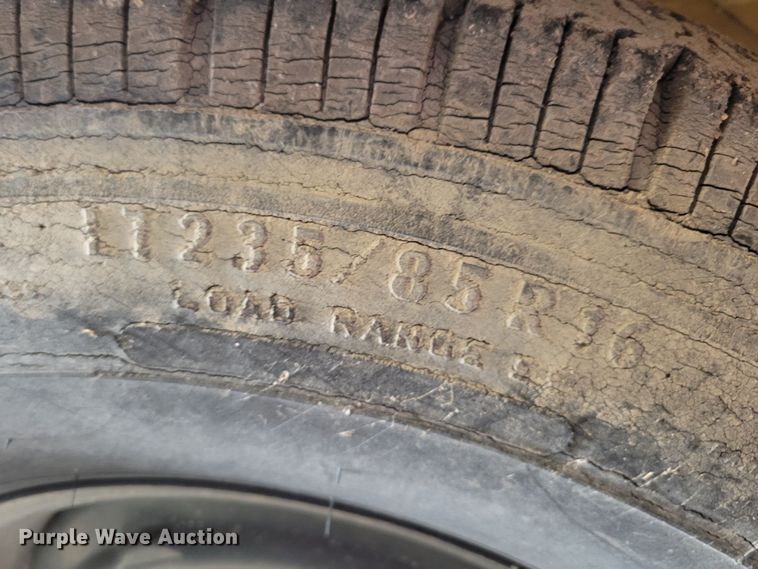 LT235/85R16
LOAD RANGE E
Purple Wave Auction